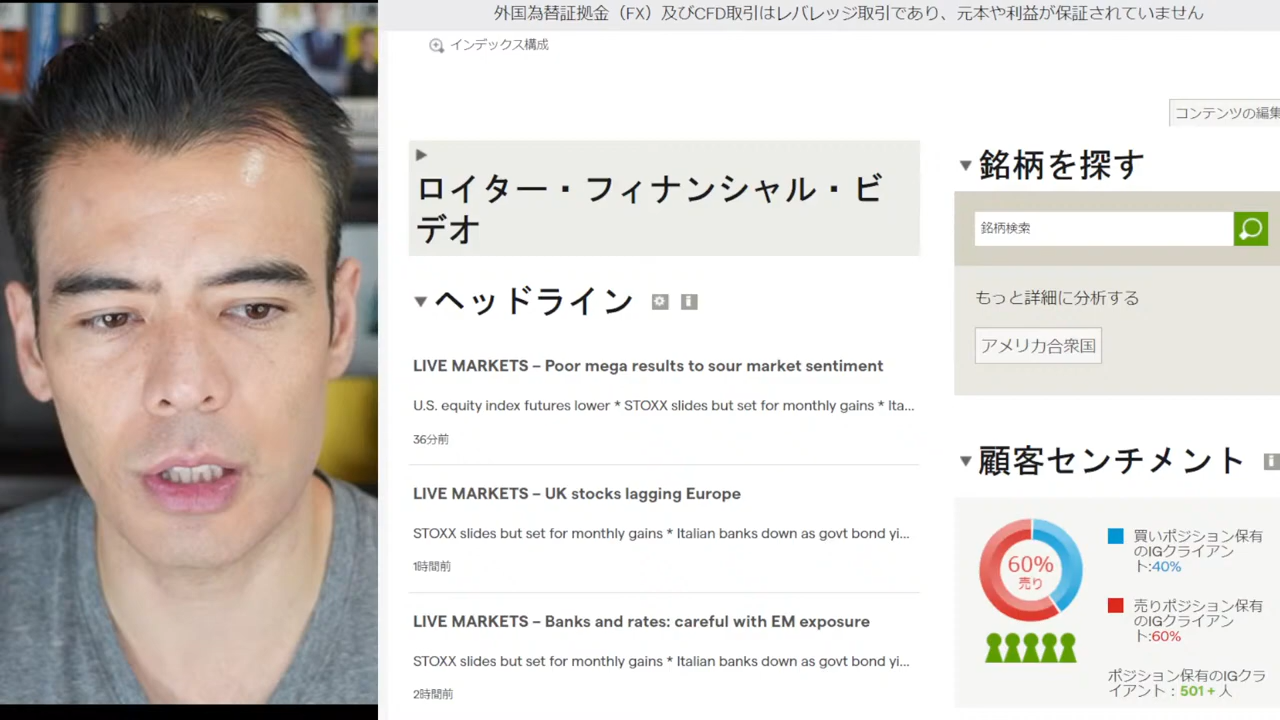 外国為替証拠金（FX）及びCFD取引はレバレッジ取引であり、元本や利益が保証されていません
インデックス構成
コンテンツの編集
ロイター・フィナンシャル・ビ
デオ
ヘッドライン
LIVE MARKETS – Poor mega results to sour market sentiment
U.S. equity index futures lower * STOXX slides but set for monthly gains * Ita...
36分前
LIVE MARKETS – UK stocks lagging Europe
STOXX slides but set for monthly gains * Italian banks down as govt bond yi...
1時間前
LIVE MARKETS – Banks and rates: careful with EM exposure
STOXX slides but set for monthly gains * Italian banks down as govt bond yi...
2時間前
銘柄を探す
銘柄検索
もっと詳細に分析する
アメリカ合衆国
顧客センチメント
60%
売り
買いポジション保有
のIGクライアン
ト:40%
売りポジション保有
のIGクライアン
ト:60%
ポジション保有のIGクラ
イアント：501 + 人